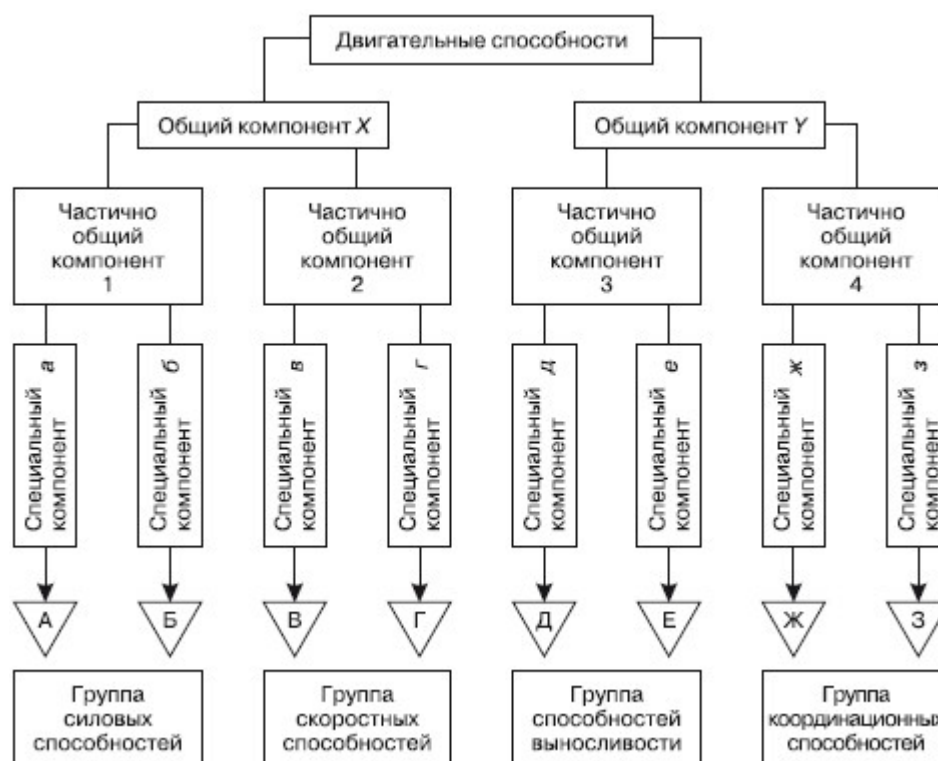 Двигательные способности
Общий компонент X
Общий компонент Y
Частично
общий
компонент
1
Частично
общий
компонент
2
Частично
общий
компонент
3
Частично
общий
компонент
4
Специальный а
компонент
Специальный б
компонент
Специальный в
компонент
Специальный г
компонент
Специальный д
компонент
Специальный е
компонент
Специальный ж
компонент
Специальный з
компонент
А
Б
В
Г
Д
Е
Ж
З
Группа
силовых
способностей
Группа
скоростных
способностей
Группа
способностей
выносливости
Группа
координационных
способностей